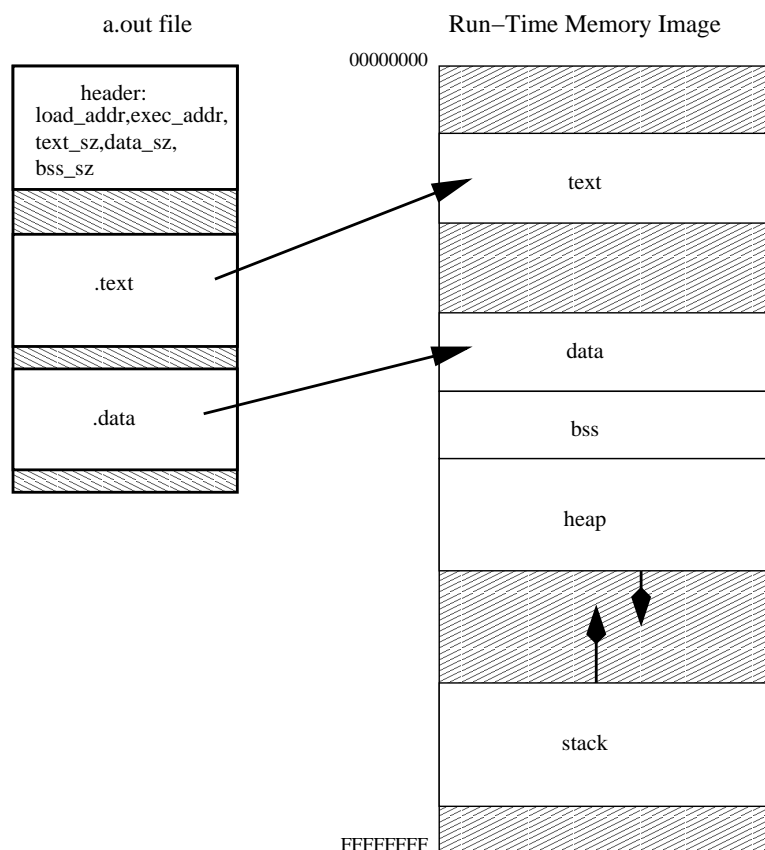 a.out file
header:
load_addr,exec_addr,
text_sz,data_sz,
bss_sz
.text
.data
Run−Time Memory Image
00000000
text
data
bss
heap
stack
FFFFFFFF